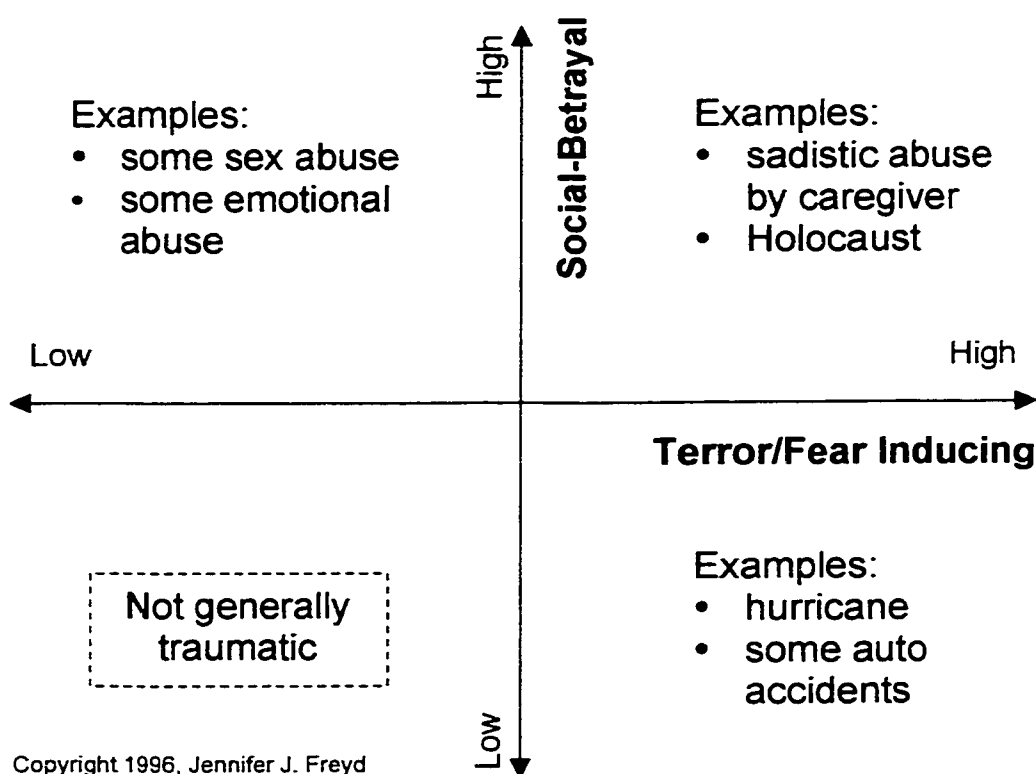 High
Social-Betrayal
Examples:
• some sex abuse
• some emotional
abuse
Examples:
• sadistic abuse
by caregiver
• Holocaust
Low
High
Terror/Fear Inducing
Not generally
traumatic
Examples:
• hurricane
• some auto
accidents
Low
Copyright 1996, Jennifer J. Freyd